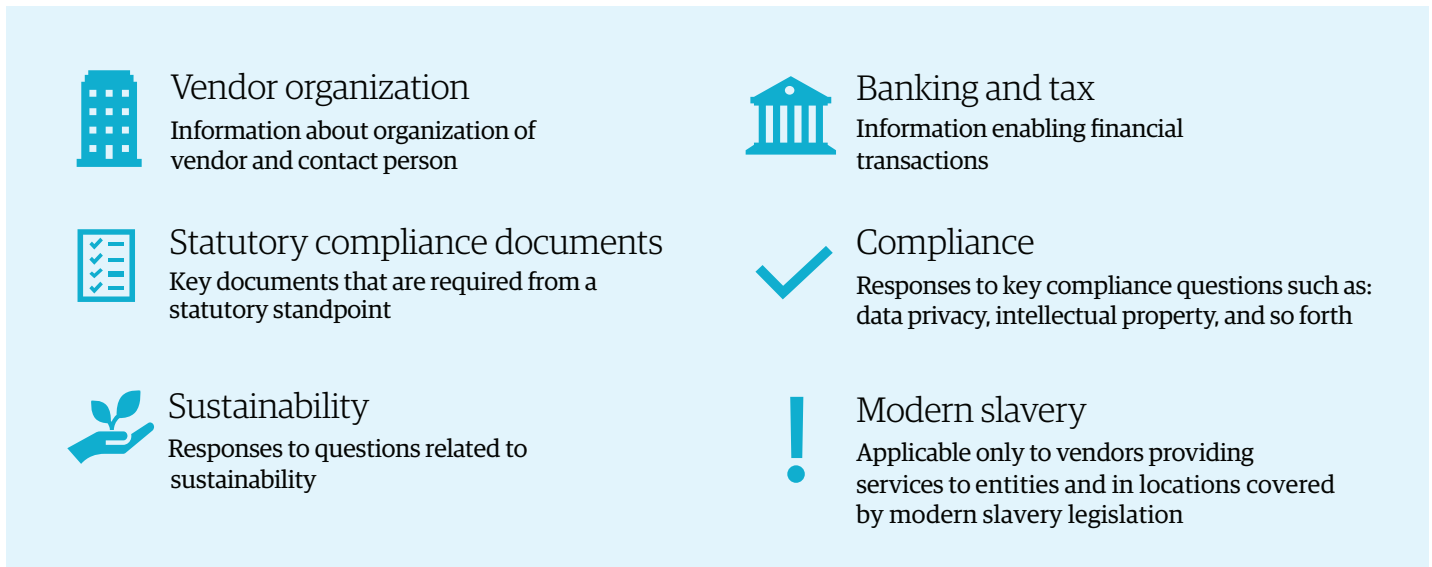 Vendor organization
Information about organization of
vendor and contact person
Banking and tax
Information enabling financial
transactions
Statutory compliance documents
Key documents that are required from a
statutory standpoint
Compliance
Responses to key compliance questions such as:
data privacy, intellectual property, and so forth
Sustainability
Responses to questions related to
sustainability
Modern slavery
Applicable only to vendors providing
services to entities and in locations covered
by modern slavery legislation